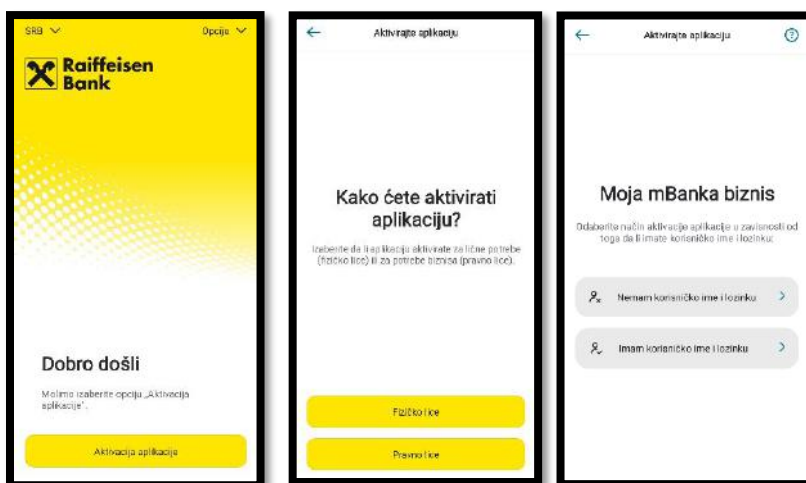 SRB
Opcije
Raiffeisen
Bank
Dobro došli
Molimo izaberite opciju „Aktivacija
aplikacije“.
Aktivacija aplikacije
Aktivirajte aplikaciju
Kako ćete aktivirati
aplikaciju?
Izaberite da li aplikaciju aktivirate za lične potrebe
(fizičko lice) ili za potrebe biznisa (pravno lice).
Fizičko lice
Pravno lice
Aktivirajte aplikaciju
Moja mBanka biznis
Odaberite način aktivacije aplikacije u zavisnosti od
toga da li imate korisničko ime i lozinku:
Nemam korisničko ime i lozinku
Imam korisničko ime i lozinku